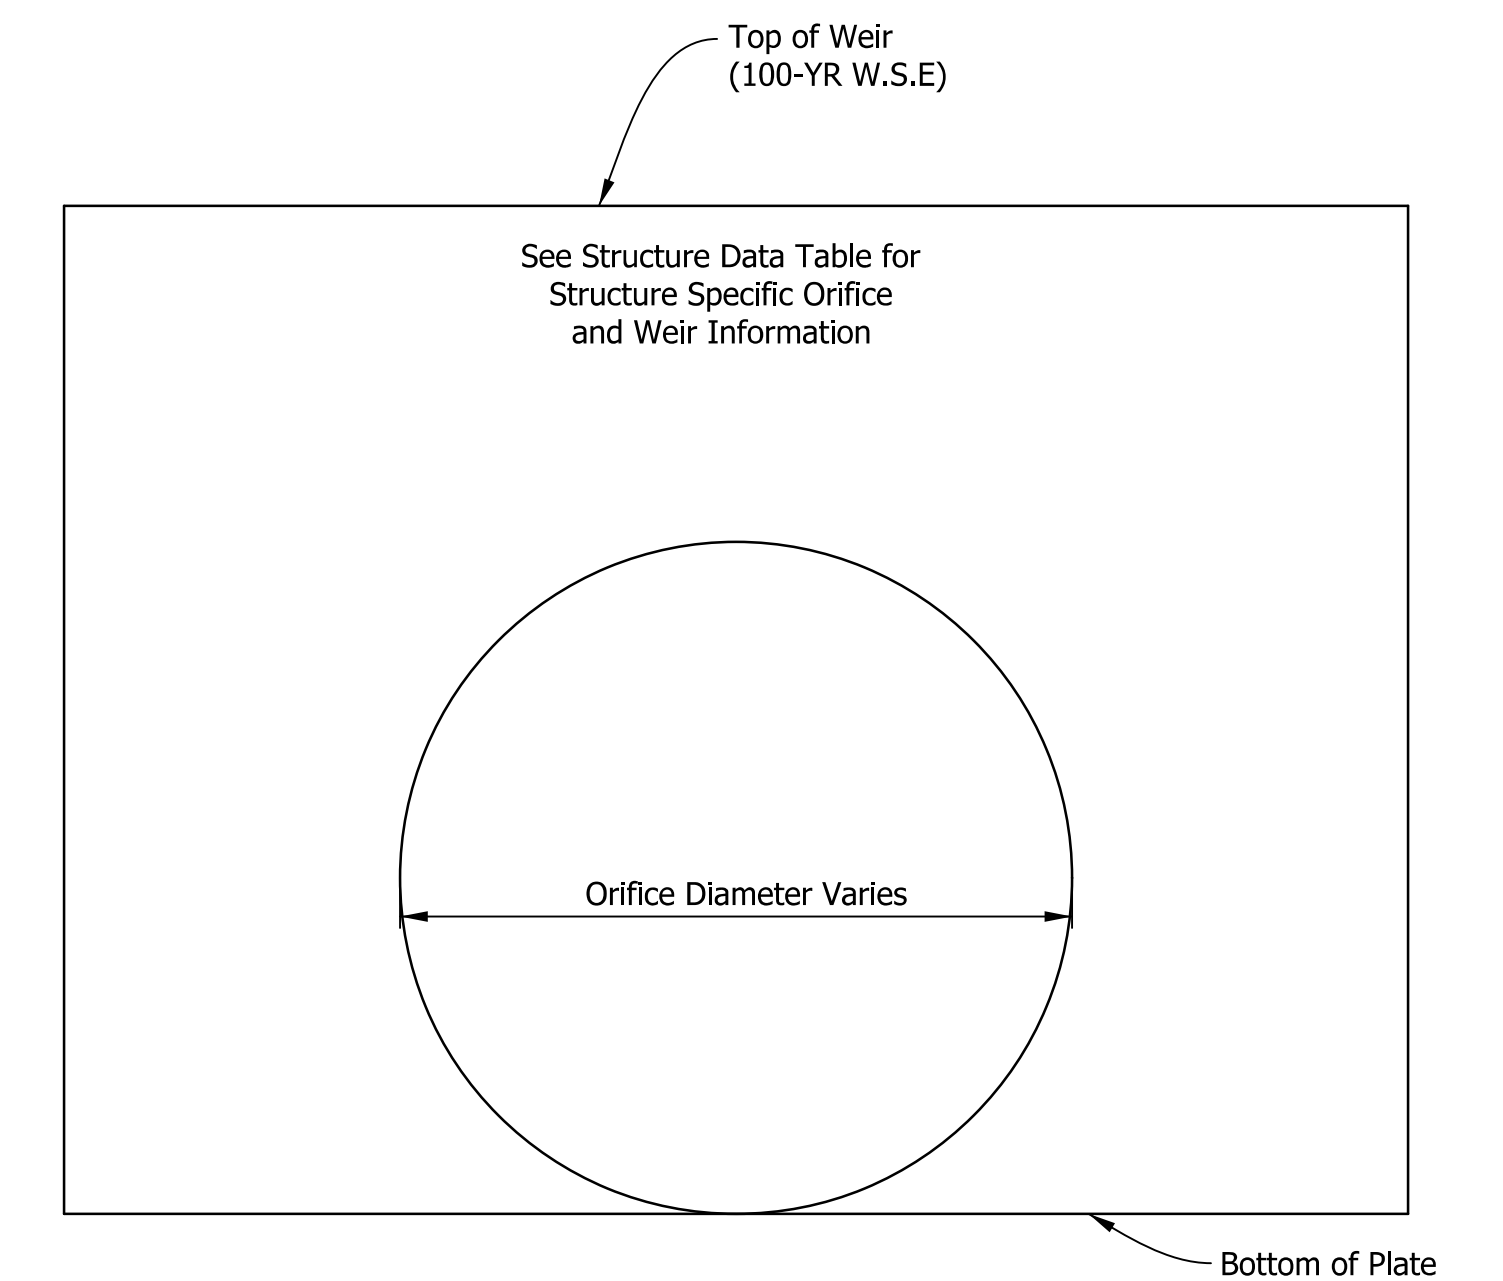 Top of Weir
(100-YR W.S.E)
See Structure Data Table for
Structure Specific Orifice
and Weir Information
Orifice Diameter Varies
Bottom of Plate